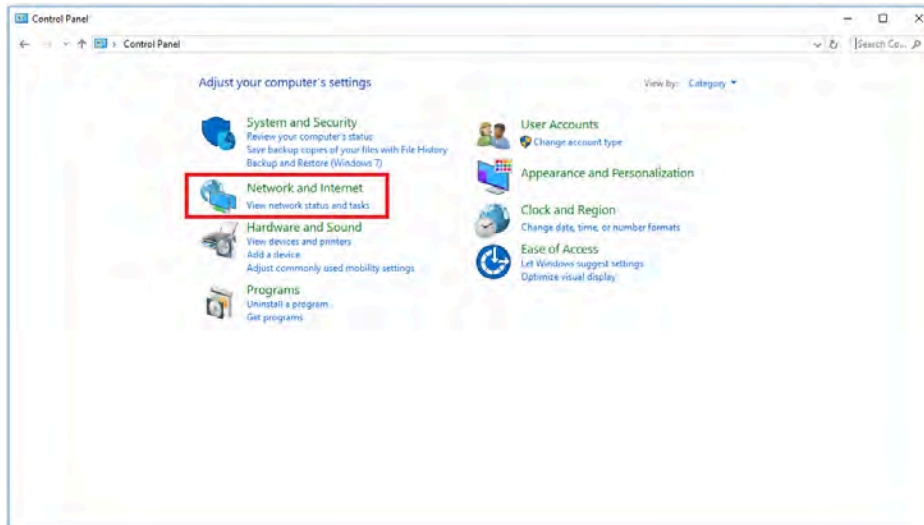 Control Panel
Control Panel
Search Co...
Adjust your computer's settings
View by: Category
System and Security
Review your computer's status
Save backup copies of your files with File History
Backup and Restore (Windows 7)
Network and Internet
View network status and tasks
Hardware and Sound
View devices and printers
Add a device
Adjust commonly used mobility settings
Programs
Uninstall a program
Get programs
User Accounts
Change account type
Appearance and Personalization
Clock and Region
Change date, time, or number formats
Ease of Access
Let Windows suggest settings
Optimize visual display